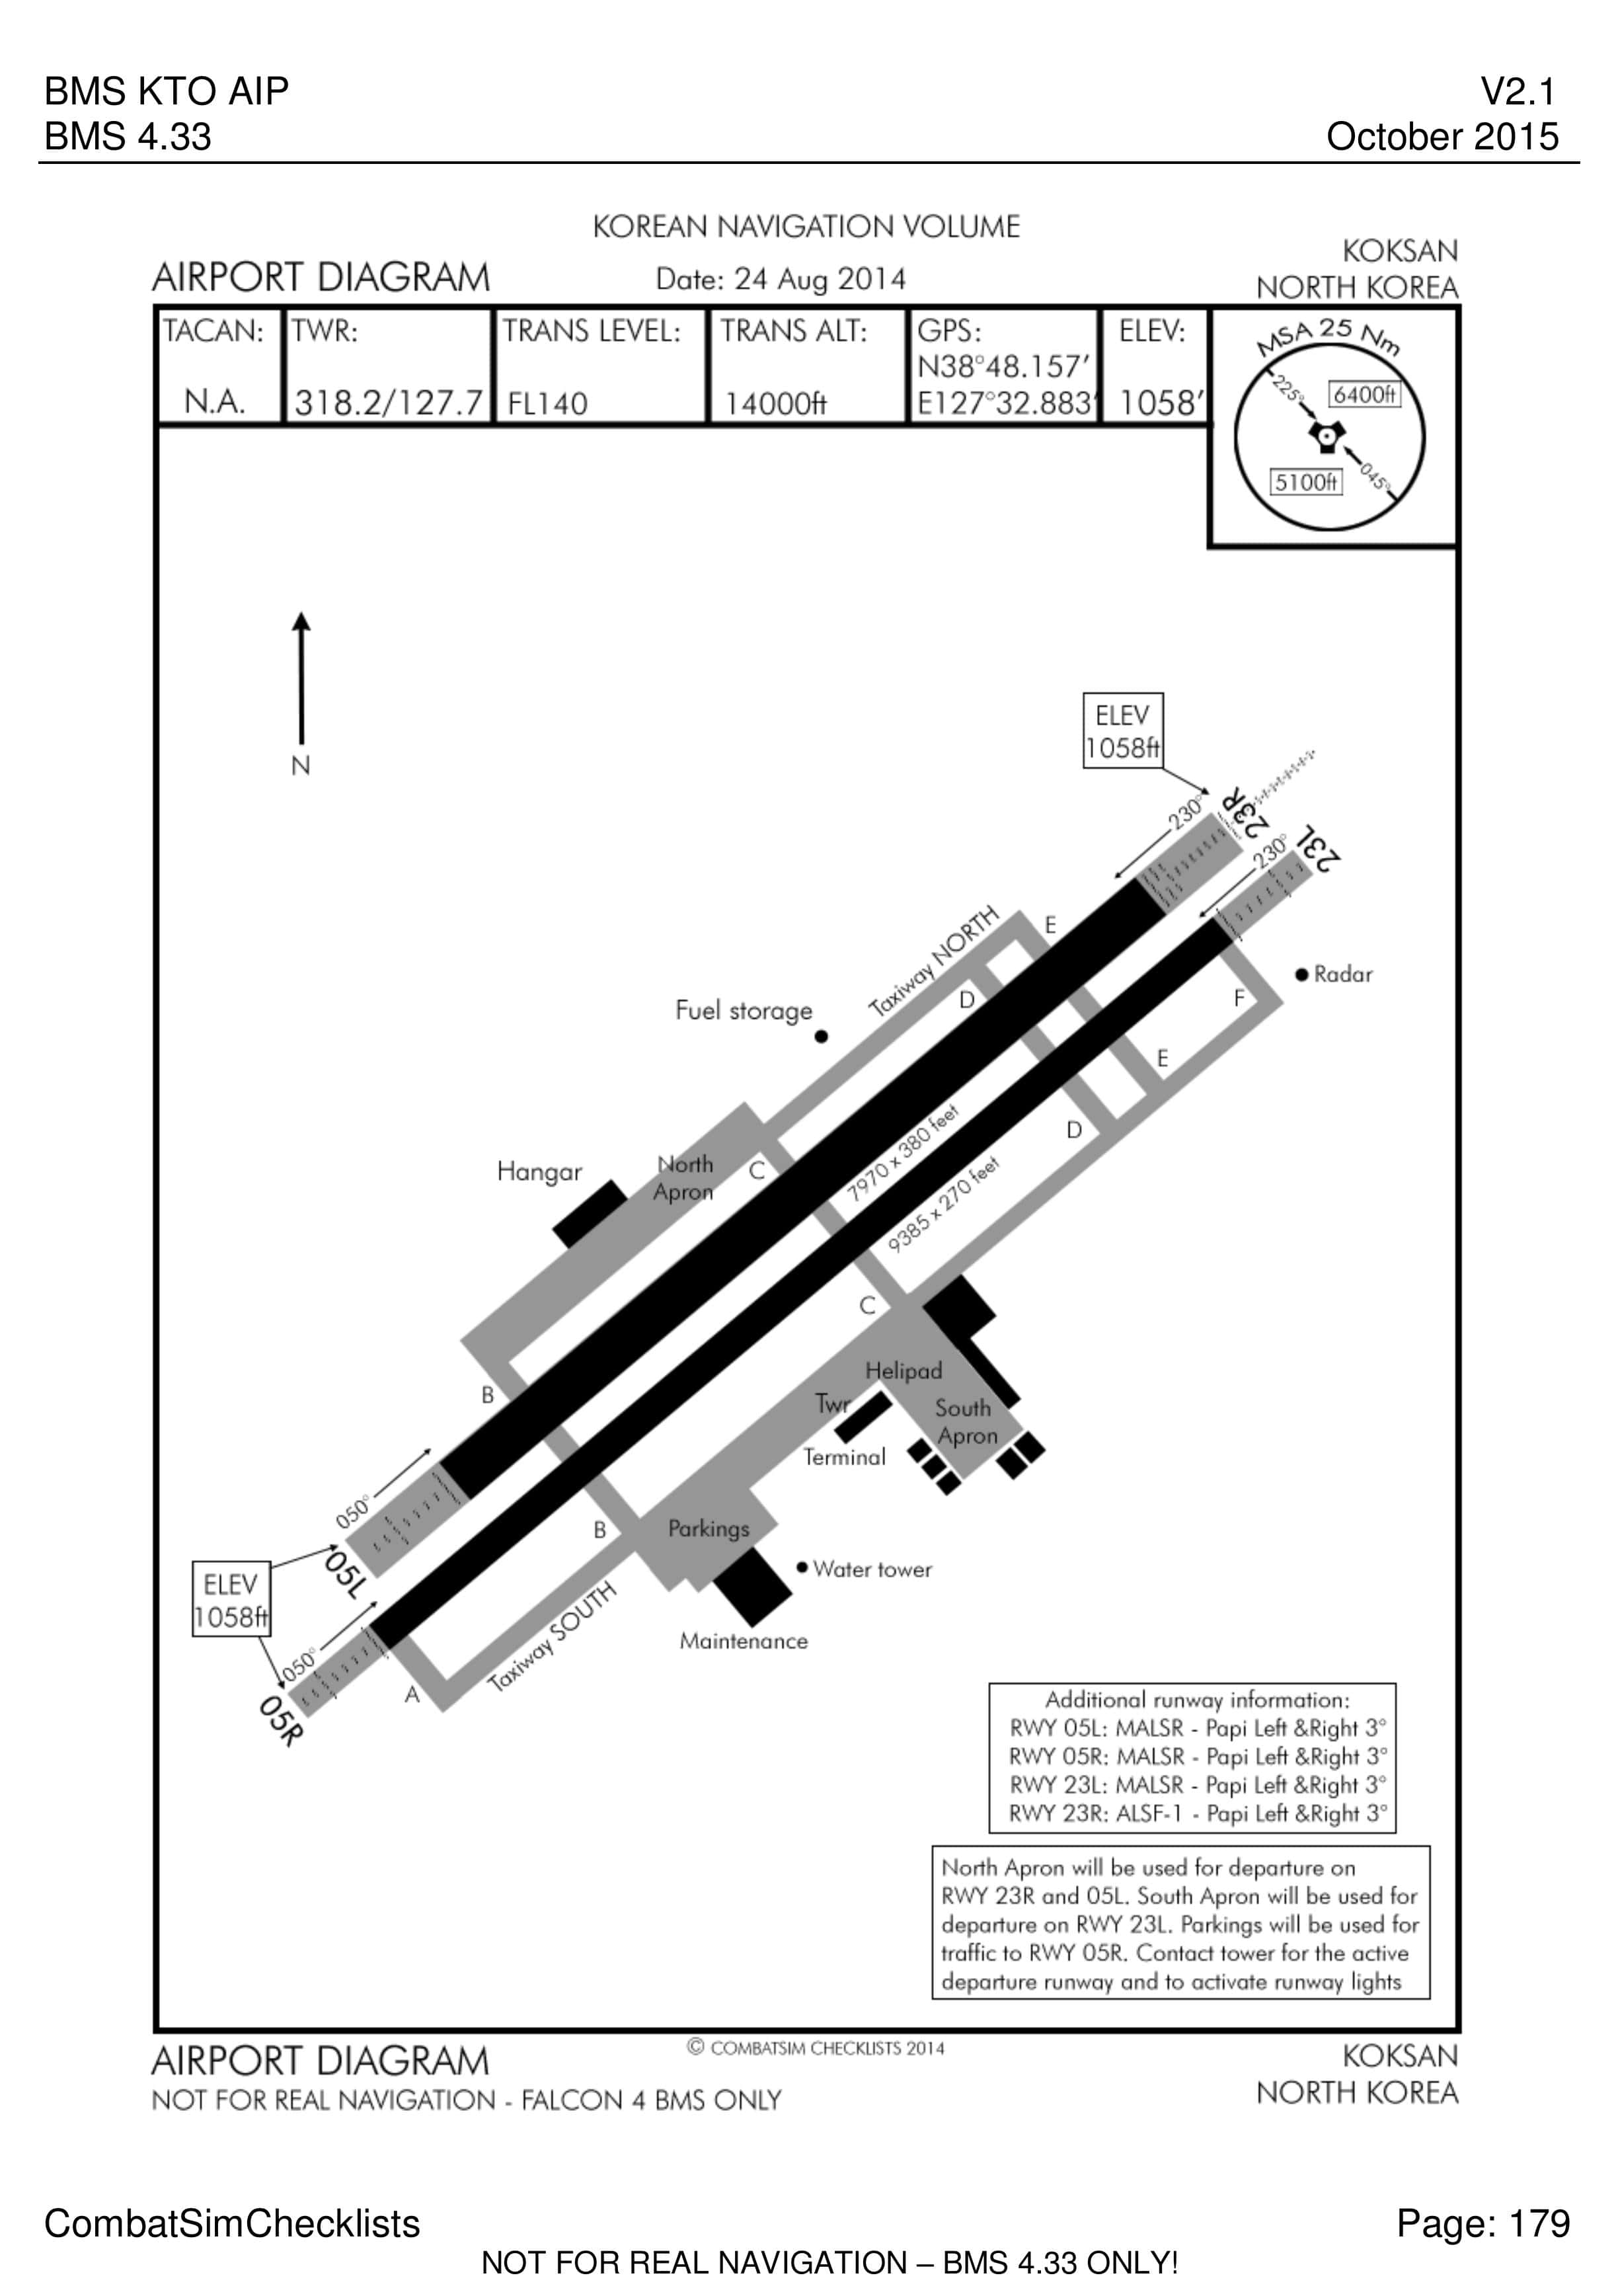 BMS KTO AIP
V2.1
BMS 4.33
October 2015
KOREAN NAVIGATION VOLUME
AIRPORT DIAGRAM
Date: 24 Aug 2014
KOKSAN
NORTH KOREA
TACAN:
N.A.
TWR:
318.2/127.7
TRANS LEVEL:
FL140
TRANS ALT:
14000ft
GPS:
N38°48.157'
E127°32.883'
ELEV:
1058'
MSA 25 Nm
225°
6400ft
5100ft
045°
N
ELEV
1058ft
230°
23R
230°
23L
Taxiway NORTH
E
D
Radar
F
Fuel storage
E
D
7970 x 380 feet
9385 x 270 feet
Hangar
North
Apron
C
C
Helipad
B
Twr
South
Apron
Terminal
050°
05L
B
Parkings
Water tower
ELEV
1058ft
Taxiway SOUTH
Maintenance
050°
05R
A
Additional runway information:
RWY 05L: MALSR - Papi Left &Right 3°
RWY 05R: MALSR - Papi Left &Right 3°
RWY 23L: MALSR - Papi Left &Right 3°
RWY 23R: ALSF-1 - Papi Left &Right 3°
North Apron will be used for departure on
RWY 23R and 05L. South Apron will be used for
departure on RWY 23L. Parkings will be used for
traffic to RWY 05R. Contact tower for the active
departure runway and to activate runway lights
AIRPORT DIAGRAM
© COMBATSIM CHECKLISTS 2014
KOKSAN
NOT FOR REAL NAVIGATION - FALCON 4 BMS ONLY
NORTH KOREA
CombatSimChecklists
Page: 179
NOT FOR REAL NAVIGATION – BMS 4.33 ONLY!